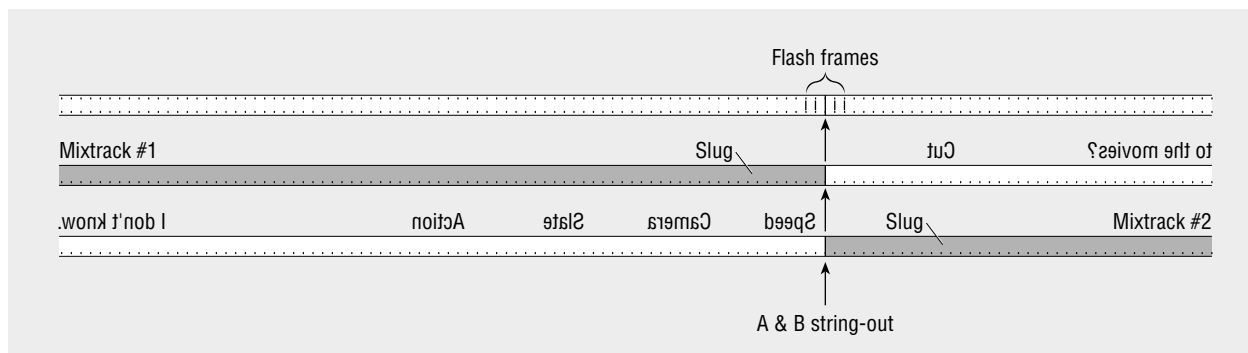 Flash frames
Mixtrack #1 Slug Cut to the movies?
I don't know. Action Slate Camera Speed Slug Mixtrack #2
A & B string-out